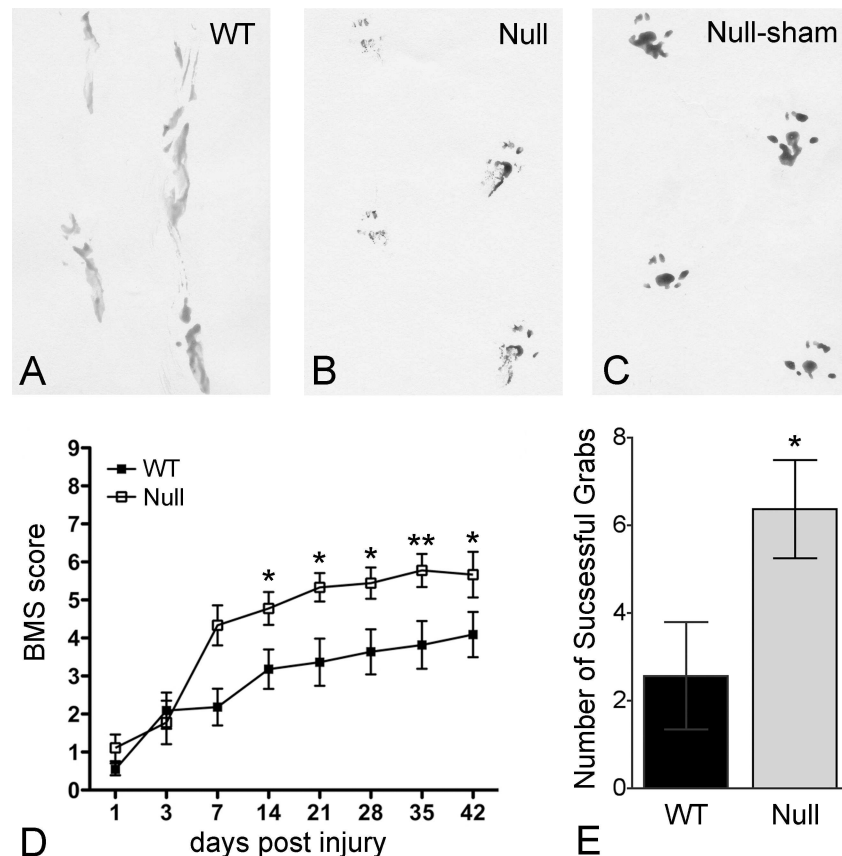 WT
Null
Null-sham
A
B
C
9
8
7
6
5
4
3
2
1
0
BMS score
WT
Null
* * * ** *
1 3 7 14 21 28 35 42
days post injury
D
8
6
4
2
0
Number of Sucsessful Grabs
*
WT Null
E